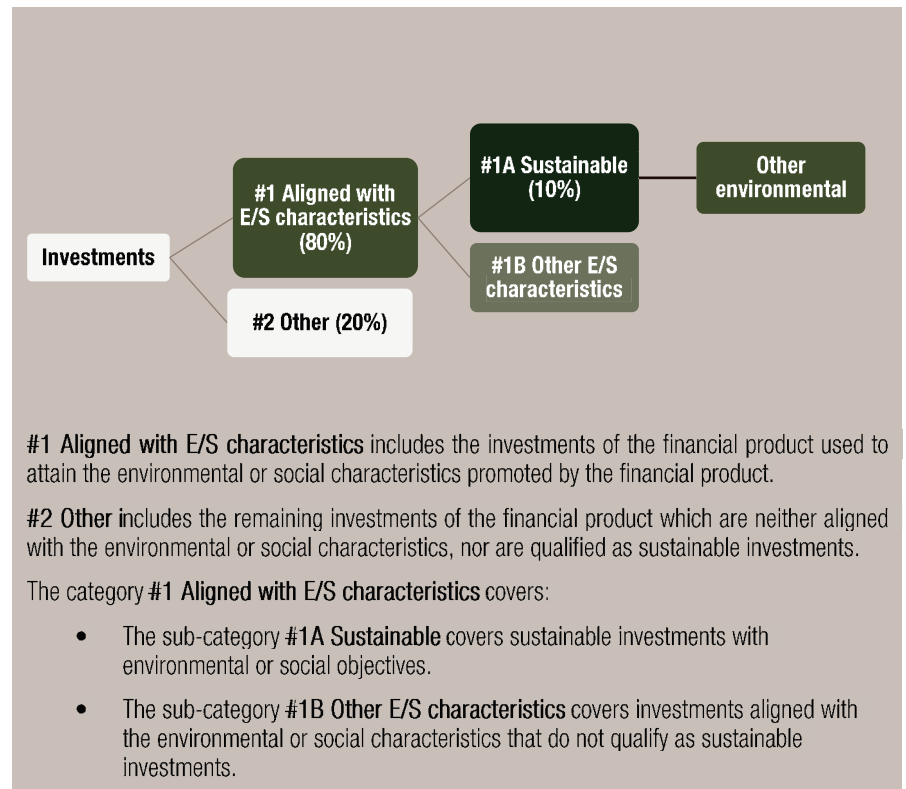 #1A Sustainable
(10%)
Other
environmental
#1 Aligned with
E/S characteristics
(80%)
Investments
#1B Other E/S
characteristics
#2 Other (20%)
#1 Aligned with E/S characteristics includes the investments of the financial product used to
attain the environmental or social characteristics promoted by the financial product.
#2 Other includes the remaining investments of the financial product which are neither aligned
with the environmental or social characteristics, nor are qualified as sustainable investments.
The category #1 Aligned with E/S characteristics covers:
• The sub-category #1A Sustainable covers sustainable investments with
environmental or social objectives.
• The sub-category #1B Other E/S characteristics covers investments aligned with
the environmental or social characteristics that do not qualify as sustainable
investments.